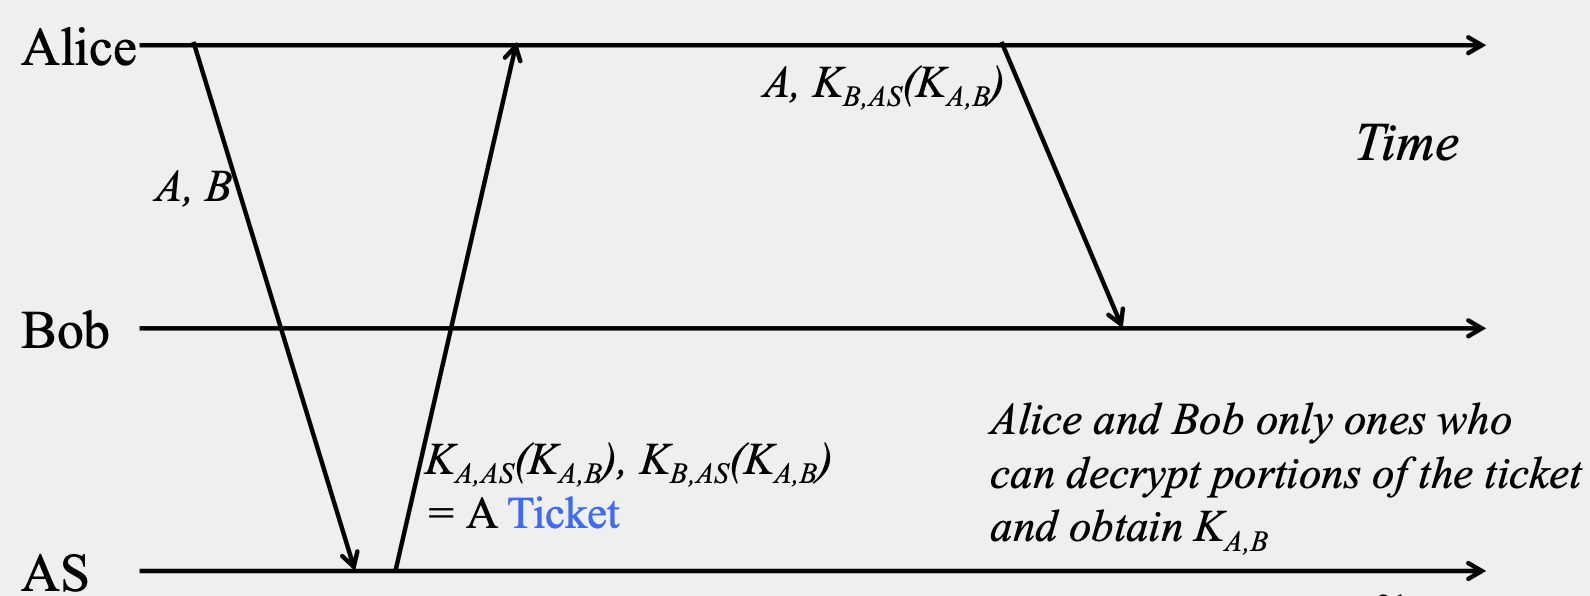 Alice
A, K_{B,AS}(K_{A,B})
Time
A, B
Bob
K_{A,AS}(K_{A,B}), K_{B,AS}(K_{A,B})
= A Ticket
Alice and Bob only ones who
can decrypt portions of the ticket
and obtain K_{A,B}
AS